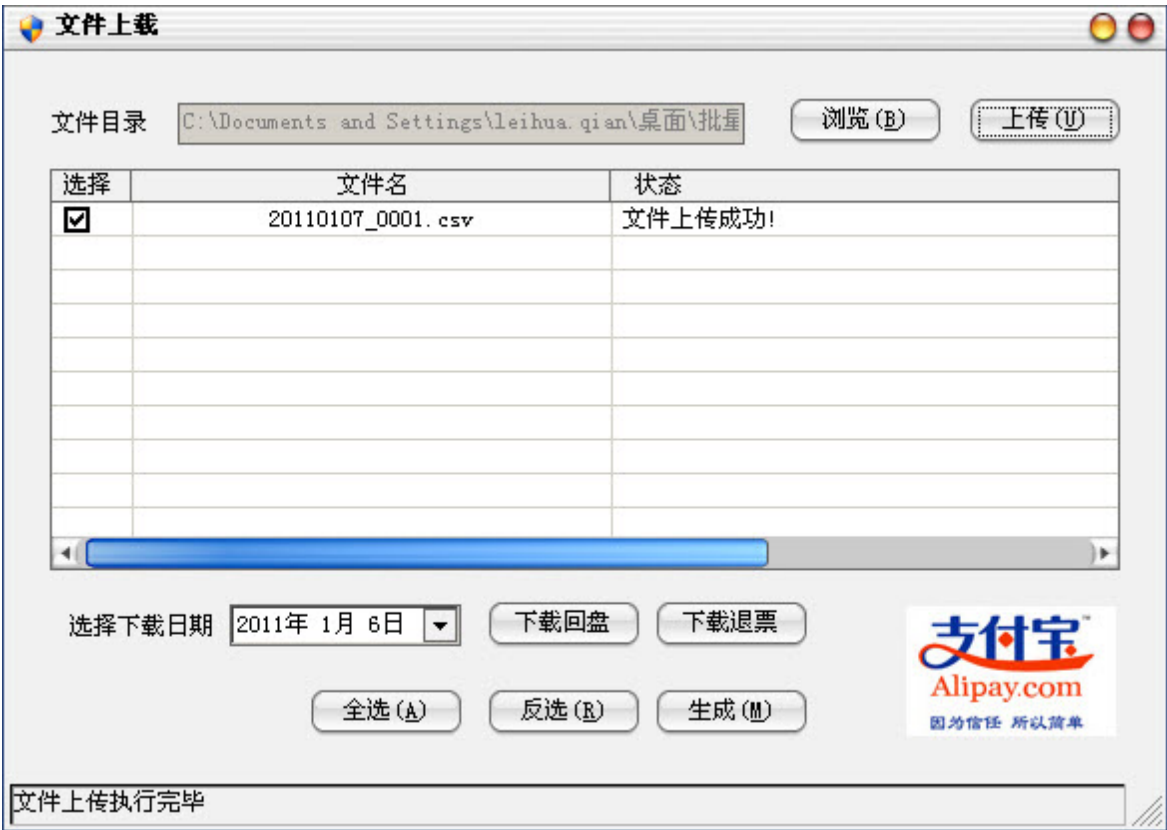 文件上载
文件目录 C:\Documents and Settings\leihua.qian\桌面\批量 浏览(B) 上传(U)
选择 文件名 状态
20110107_0001.csv 文件上传成功!
选择下载日期 2011年 1月 6日 下载回盘 下载退票
支付宝™
Alipay.com
因为信任 所以简单
全选(A) 反选(R) 生成(M)
文件上传执行完毕